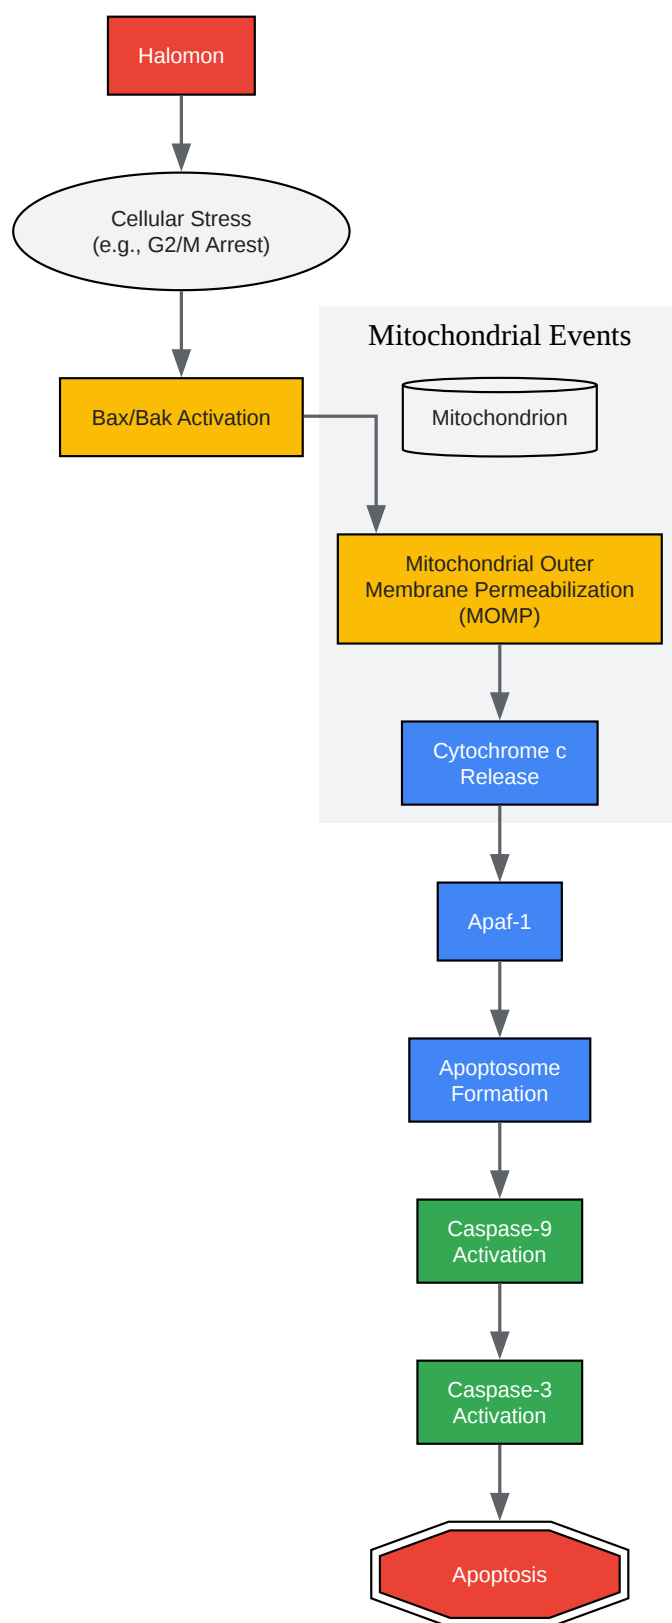 Halomon
Cellular Stress
(e.g., G2/M Arrest)
Mitochondrial Events
Bax/Bak Activation
Mitochondrion
Mitochondrial Outer
Membrane Permeabilization
(MOMP)
Cytochrome c
Release
Apaf-1
Apoptosome
Formation
Caspase-9
Activation
Caspase-3
Activation
Apoptosis